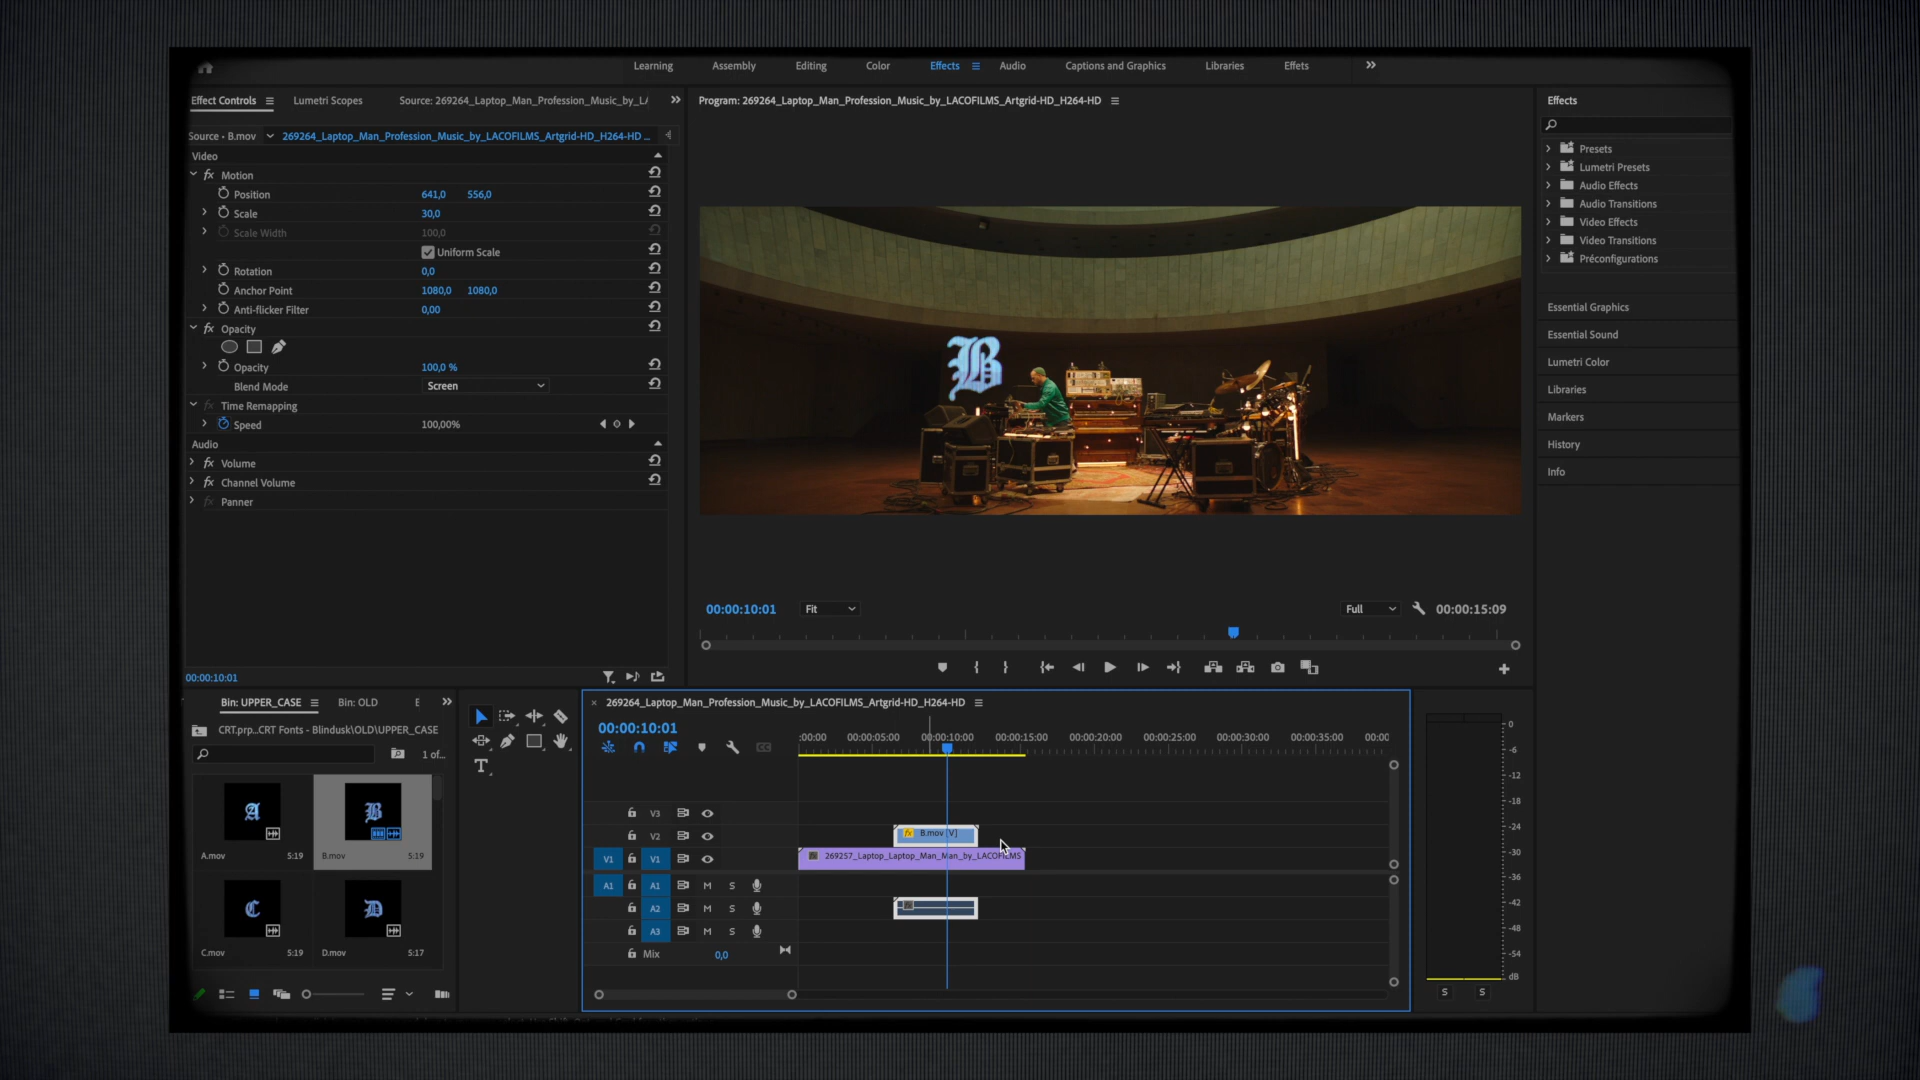 Learning
Assembly
Editing
Color
Effects
Audio
Captions and Graphics
Libraries
Effets
Effect Controls
Lumetri Scopes
Source: 269264_Laptop_Man_Profession_Music_by_L
Source • B.mov
269264_Laptop_Man_Profession_Music_by_LACOFILMS_Artgrid-HD_H264-HD ...
Video
fx Motion
Position 641,0 556,0
Scale 30,0
Scale Width 100,0
Uniform Scale
Rotation 0,0
Anchor Point 1080,0 1080,0
Anti-flicker Filter 0,00
fx Opacity
Opacity 100,0 %
Blend Mode Screen
fx Time Remapping
Speed 100,00%
Audio
fx Volume
fx Channel Volume
fx Panner
00:00:10:01
Program: 269264_Laptop_Man_Profession_Music_by_LACOFILMS_Artgrid-HD_H264-HD
B
00:00:10:01
Fit
Full
00:00:15:09
Effects
Presets
Lumetri Presets
Audio Effects
Audio Transitions
Video Effects
Video Transitions
Préconfigurations
Essential Graphics
Essential Sound
Lumetri Color
Libraries
Markers
History
Info
Bin: UPPER_CASE
Bin: OLD
CRT.prp...CRT Fonts - Blindusk\OLD\UPPER_CASE
1 of...
A
A.mov 5:19
B
B.mov 5:19
C
C.mov 5:19
D
D.mov 5:17
T
269264_Laptop_Man_Profession_Music_by_LACOFILMS_Artgrid-HD_H264-HD
00:00:10:01
:00:00 00:00:05:00 00:00:10:00 00:00:15:00 00:00:20:00 00:00:25:00 00:00:30:00 00:00:35:00 00:00
V3
V2
fx B.mov [V]
V1 V1
269257_Laptop_Laptop_Man_Man_by_LACOFILMS
A1 A1 M S
A2 M S
A3 M S
Mix 0,0
0
-6
-12
-18
-24
-30
-36
-42
-48
-54
dB
S S